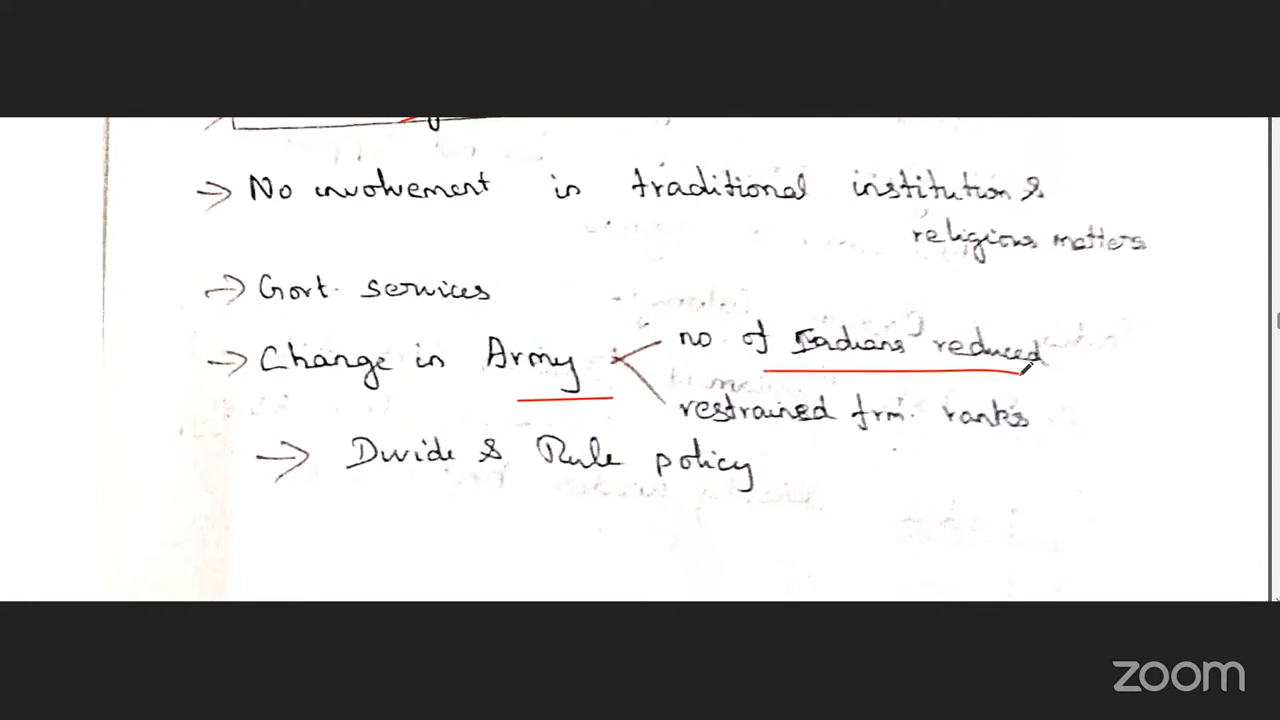 → No involvement in traditional institution &
religious matters
→ Govt. services
→ Change in Army
no of Indians reduced
restrained frm. ranks
→ Divide & Rule policy
zoom